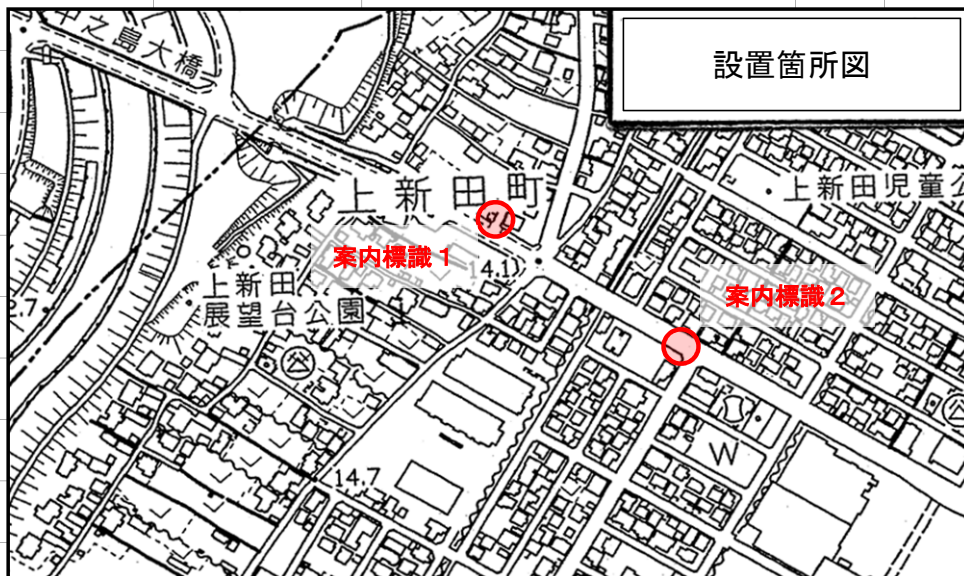 設置箇所図
中之島大橋
上新田町
上新田児童公
案内標識1
14.1
案内標識2
上新田
展望台公園
14.7
W